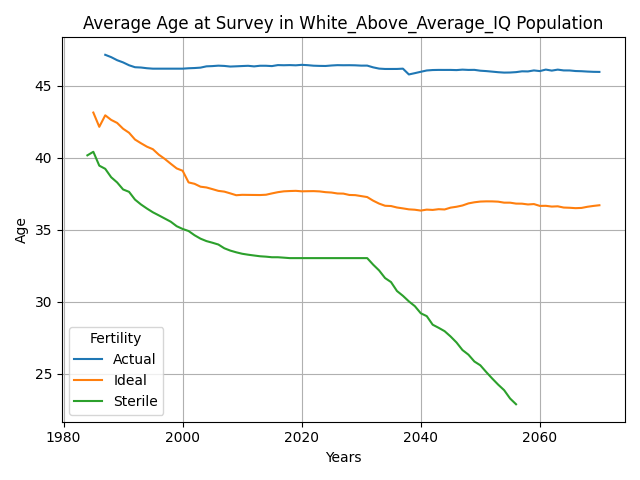 Average Age at Survey in White_Above_Average_IQ Population
Age
45
40
35
30
25
Fertility
Actual
Ideal
Sterile
1980
2000
2020
2040
2060
Years